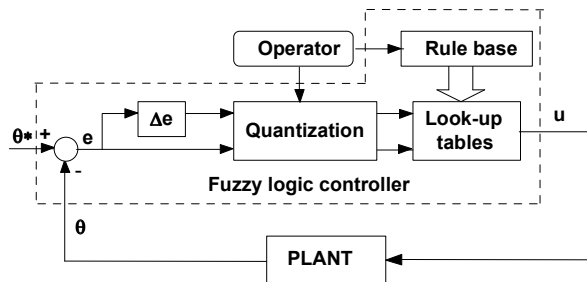 Operator
Rule base
Δe
Quantization
Look-up
tables
u
θ* +
e
-
Fuzzy logic controller
θ
PLANT